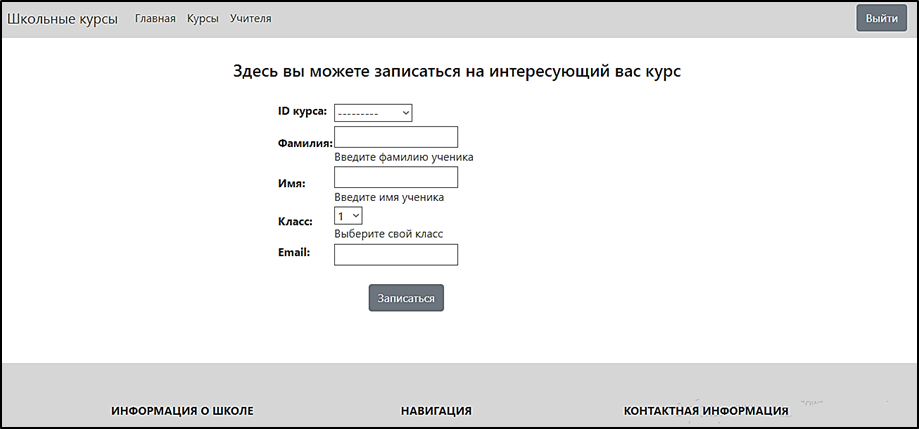 Школьные курсы Главная Курсы Учителя Выйти
Здесь вы можете записаться на интересующий вас курс
ID курса: ---------
Фамилия:
Введите фамилию ученика
Имя:
Введите имя ученика
Класс: 1
Выберите свой класс
Email:
Записаться
ИНФОРМАЦИЯ О ШКОЛЕ НАВИГАЦИЯ КОНТАКТНАЯ ИНФОРМАЦИЯ